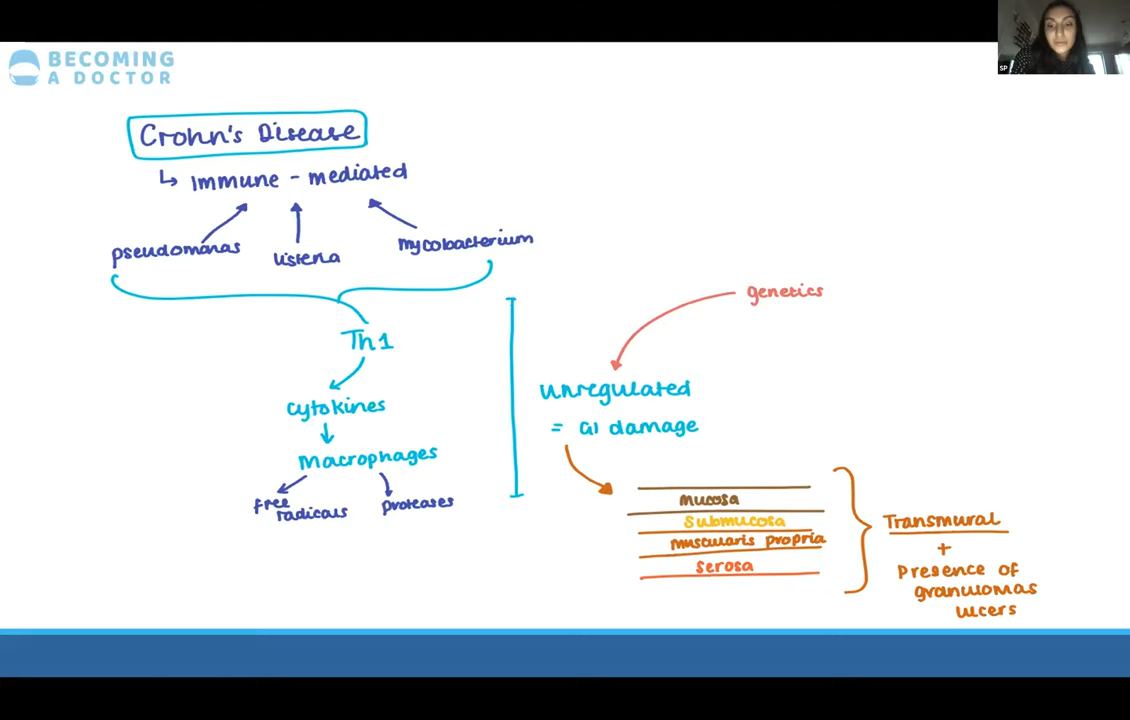 BECOMING
A DOCTOR
SP
Crohn's Disease
↳ Immune - mediated
pseudomonas
listeria
mycobacterium
Th1
cytokines
macrophages
free
radicals
proteases
genetics
unregulated
= GI damage
mucosa
submucosa
muscularis propria
serosa
Transmural
+
Presence of
granulomas
ulcers